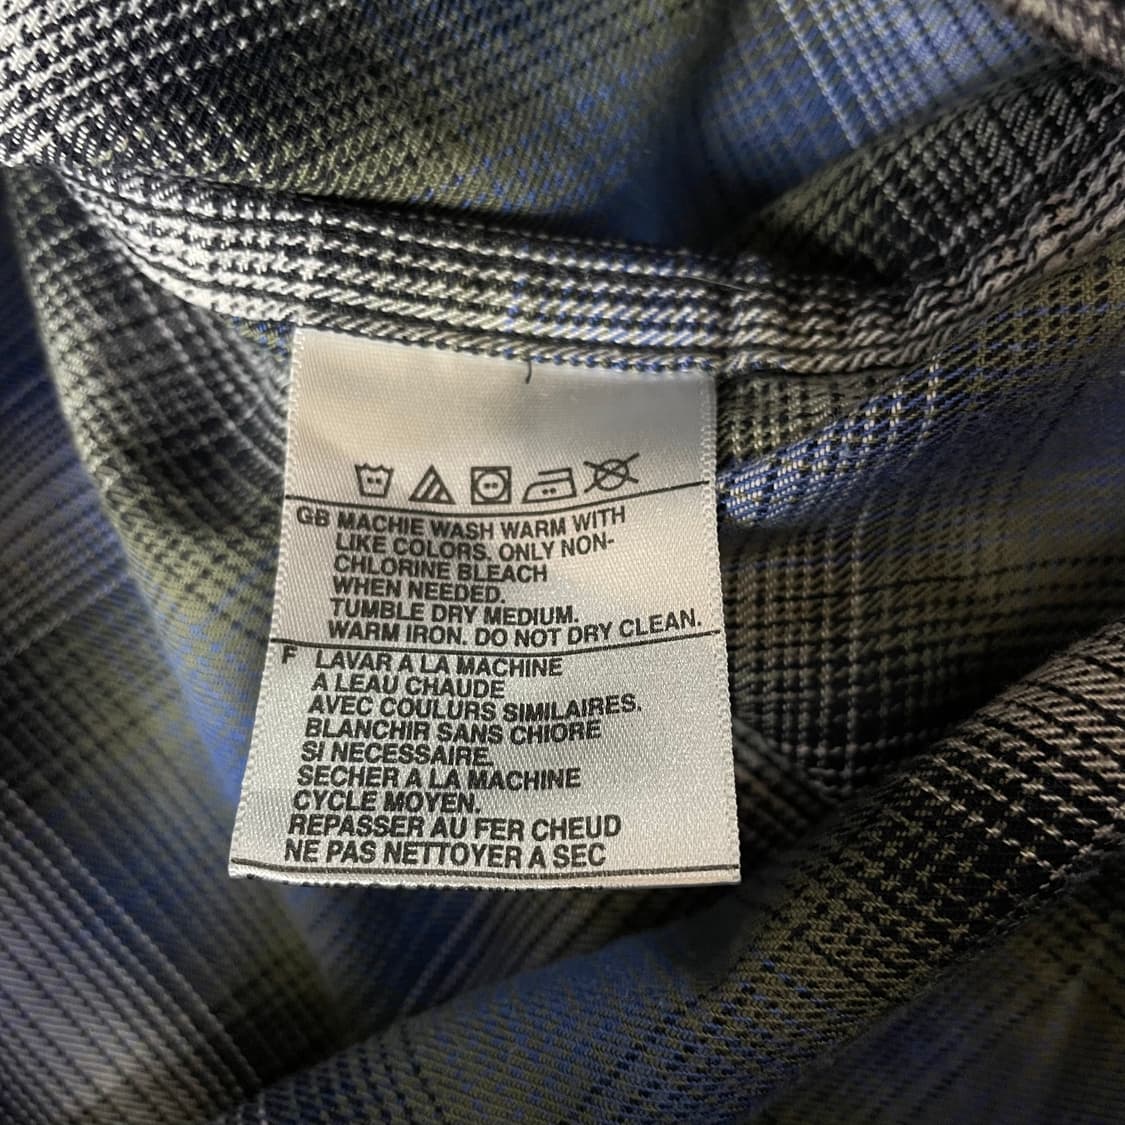 GB MACHIE WASH WARM WITH
LIKE COLORS. ONLY NON-
CHLORINE BLEACH
WHEN NEEDED.
TUMBLE DRY MEDIUM.
WARM IRON. DO NOT DRY CLEAN.
F LAVAR A LA MACHINE
A LEAU CHAUDE
AVEC COULURS SIMILAIRES.
BLANCHIR SANS CHIORE
SI NECESSAIRE.
SECHER A LA MACHINE
CYCLE MOYEN.
REPASSER AU FER CHEUD
NE PAS NETTOYER A SEC